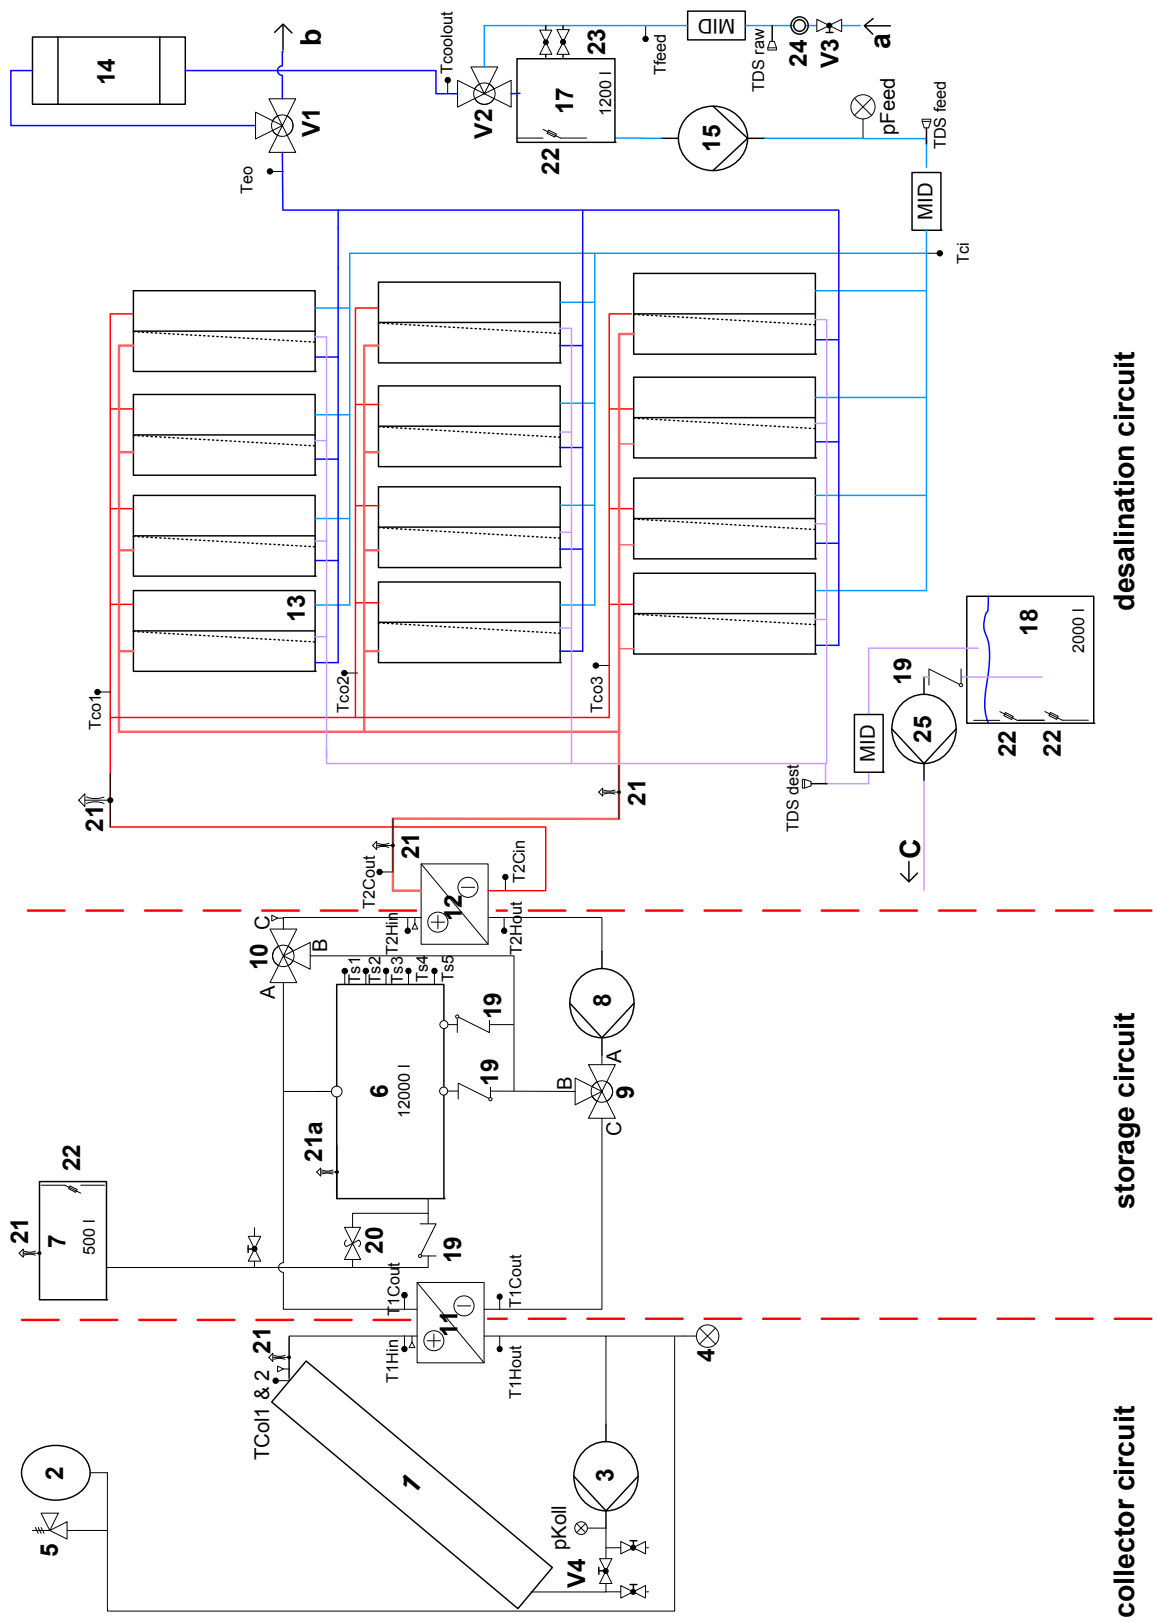 collector circuit
storage circuit
desalination circuit
5
2
TCol1 & 2
21
1
V4
pKoll
3
4
T1Hin
T1Hout
11
T1Cout
T1Cout
21
7
500 l
22
20
19
21a
6
12000 l
19
19
Ts1
Ts2
Ts3
Ts4
Ts5
A
10
B
C
C
9
B
A
8
T2Hin
T2Hout
12
T2Cout
T2Cin
21
21
21
Tco1
Tco2
Tco3
13
TDS dest
MID
C
25
19
22
22
18
2000 l
Teo
V1
b
14
Tcoolout
V2
17
1200 l
22
23
Tfeed
MID
TDS raw
24
V3
a
15
pFeed
TDS feed
MID
Tci